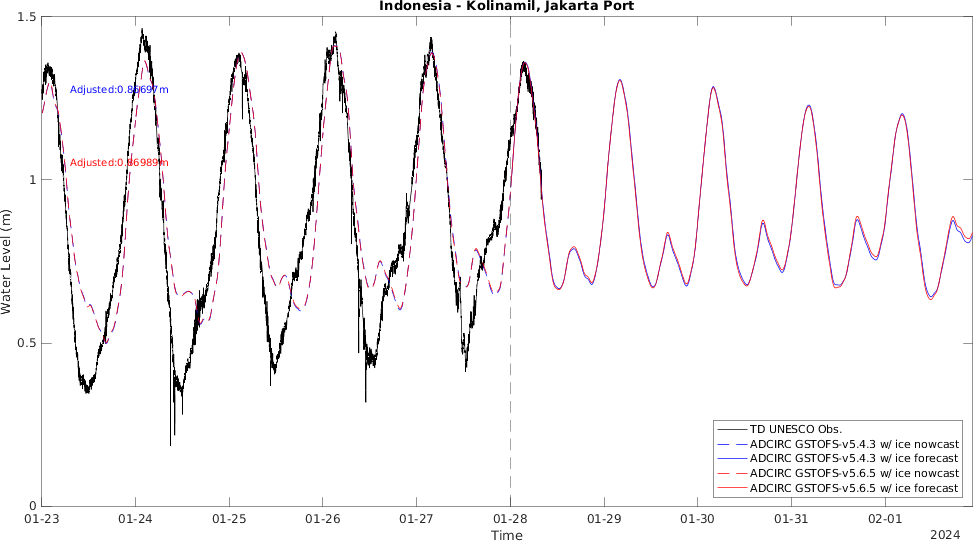 Indonesia - Kolinamil, Jakarta Port
1.5
1
0.5
0
Water Level (m)
Adjusted:0.86697m
Adjusted:0.86989m
TD UNESCO Obs.
ADCIRC GSTOFS-v5.4.3 w/ ice nowcast
ADCIRC GSTOFS-v5.4.3 w/ ice forecast
ADCIRC GSTOFS-v5.6.5 w/ ice nowcast
ADCIRC GSTOFS-v5.6.5 w/ ice forecast
01-23 01-24 01-25 01-26 01-27 01-28 01-29 01-30 01-31 02-01
Time
2024